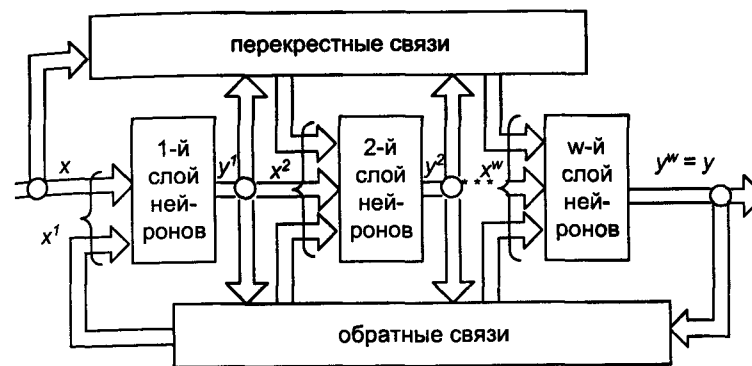 перекрестные связи
x
x¹
1-й
слой
ней-
ронов
y¹
x²
2-й
слой
ней-
ронов
y²
***
xʷ
w-й
слой
ней-
ронов
yʷ = y
обратные связи